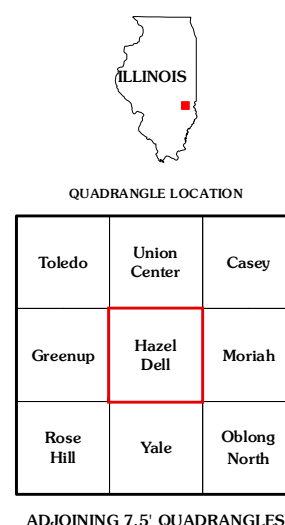 ILLINOIS
QUADRANGLE LOCATION
Toledo
Union
Center
Casey
Greenup
Hazel
Dell
Moriah
Rose
Hill
Yale
Oblong
North
ADJOINING 7.5' QUADRANGLES